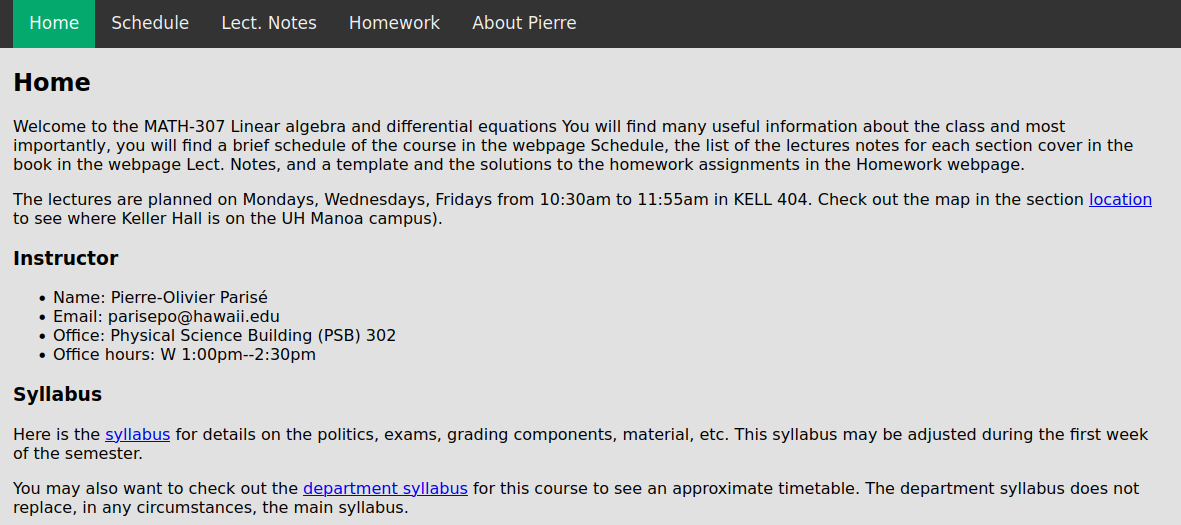 Home Schedule Lect. Notes Homework About Pierre
Home
Welcome to the MATH-307 Linear algebra and differential equations You will find many useful information about the class and most
importantly, you will find a brief schedule of the course in the webpage Schedule, the list of the lectures notes for each section cover in the
book in the webpage Lect. Notes, and a template and the solutions to the homework assignments in the Homework webpage.
The lectures are planned on Mondays, Wednesdays, Fridays from 10:30am to 11:55am in KELL 404. Check out the map in the section location
to see where Keller Hall is on the UH Manoa campus).
Instructor
• Name: Pierre-Olivier Parisé
• Email: parisepo@hawaii.edu
• Office: Physical Science Building (PSB) 302
• Office hours: W 1:00pm--2:30pm
Syllabus
Here is the syllabus for details on the politics, exams, grading components, material, etc. This syllabus may be adjusted during the first week
of the semester.
You may also want to check out the department syllabus for this course to see an approximate timetable. The department syllabus does not
replace, in any circumstances, the main syllabus.